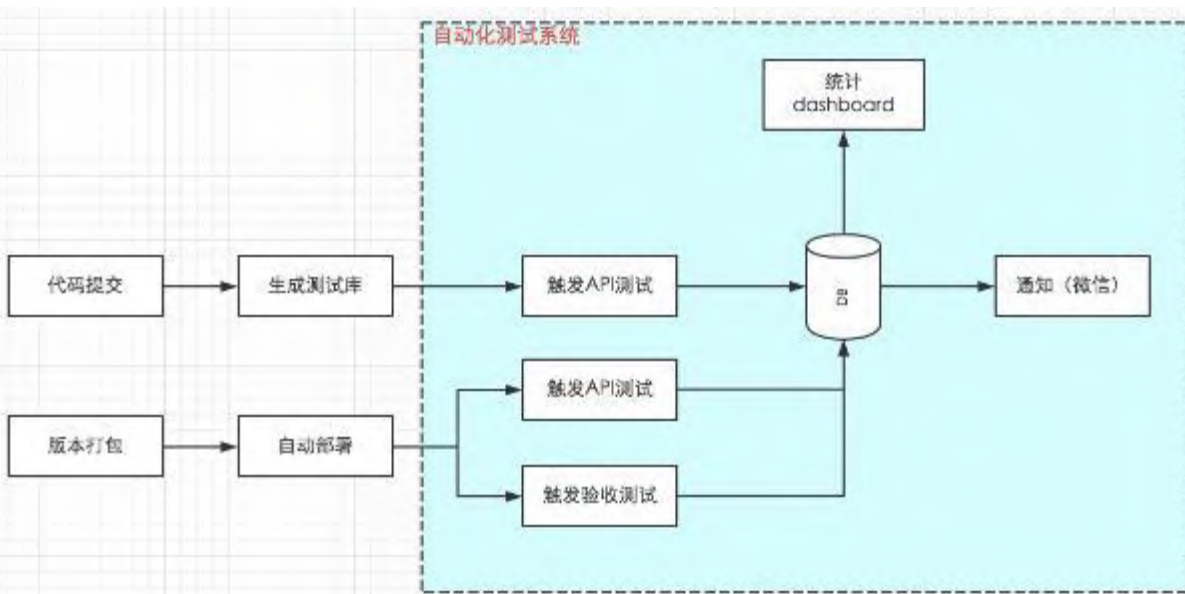 自动化测试系统
统计
dashboard
代码提交
生成测试库
触发API测试
DB
通知（微信）
触发API测试
版本打包
自动部署
触发验收测试